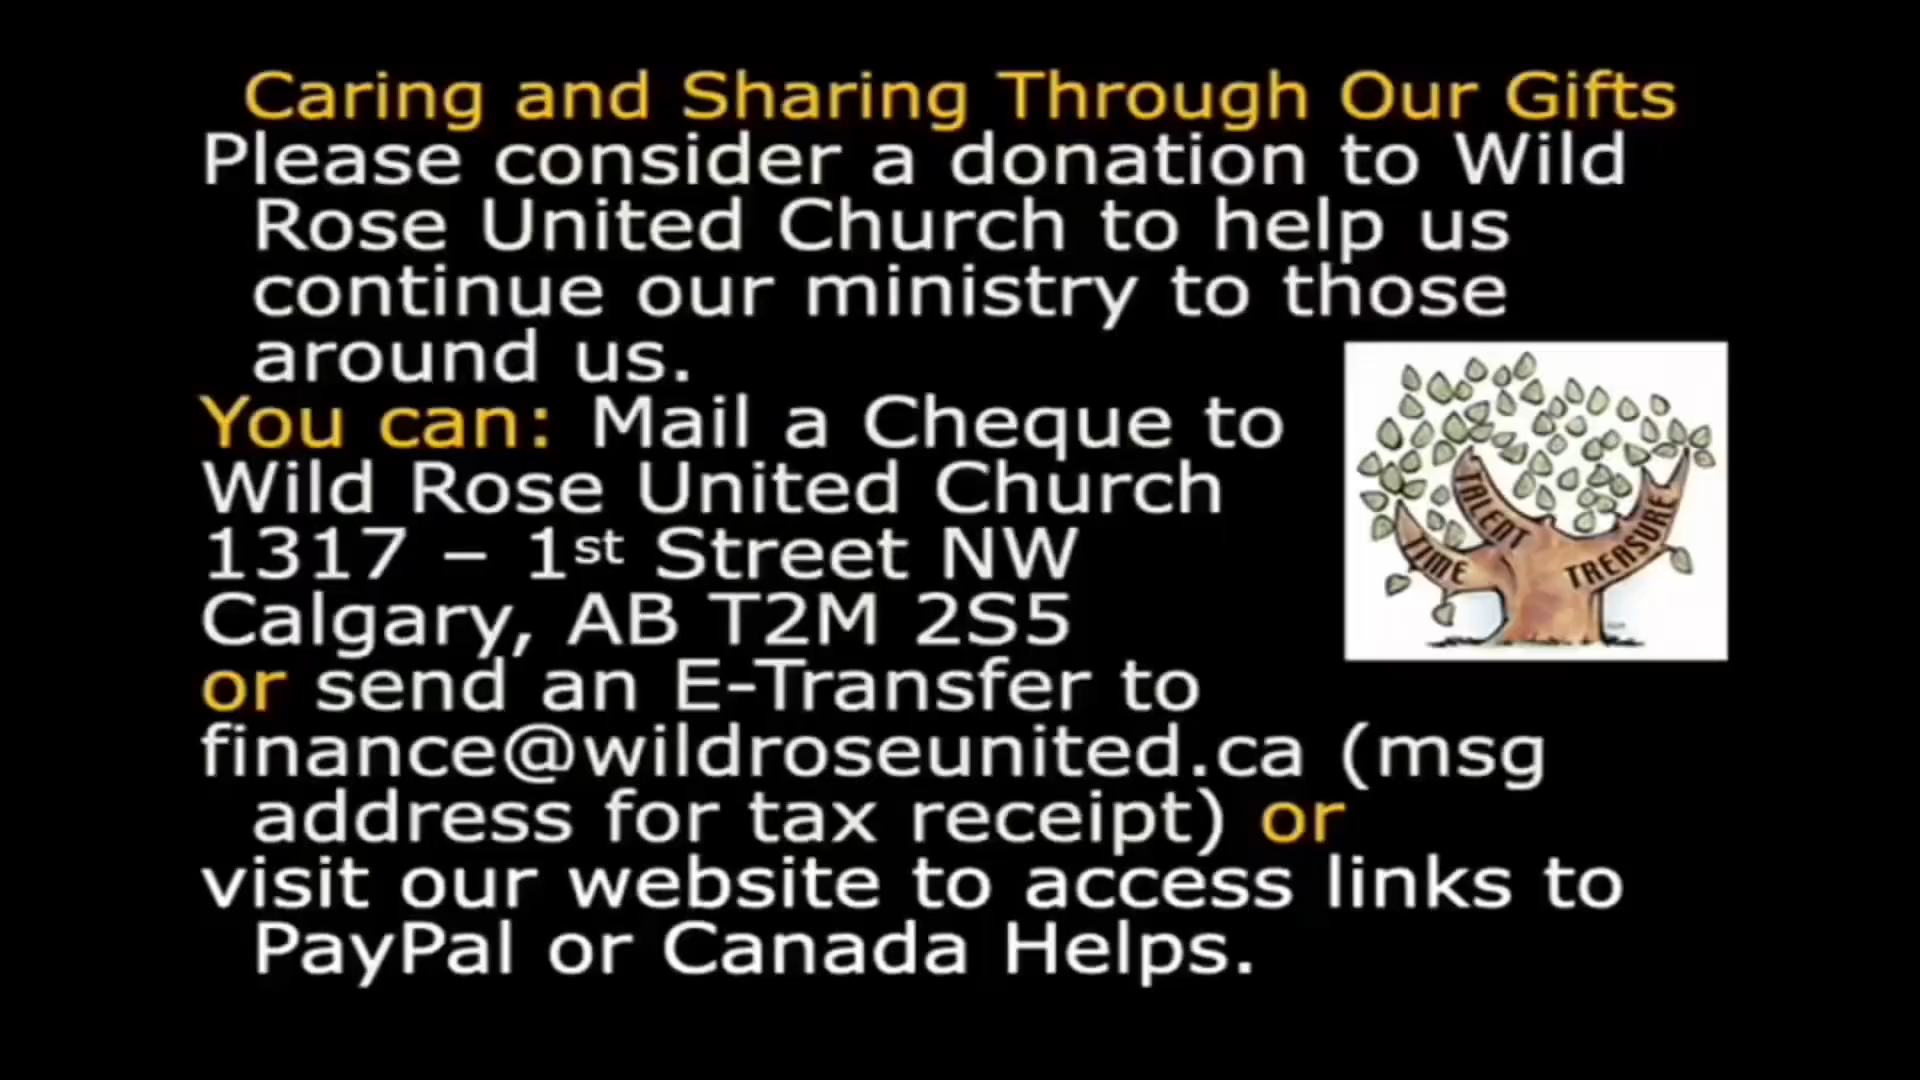 Caring and Sharing Through Our Gifts
Please consider a donation to Wild
Rose United Church to help us
continue our ministry to those
around us.
You can: Mail a Cheque to
Wild Rose United Church
1317 – 1st Street NW
Calgary, AB T2M 2S5
or send an E-Transfer to
finance@wildroseunited.ca (msg
address for tax receipt) or
visit our website to access links to
PayPal or Canada Helps.
TIME
TALENT
TREASURE